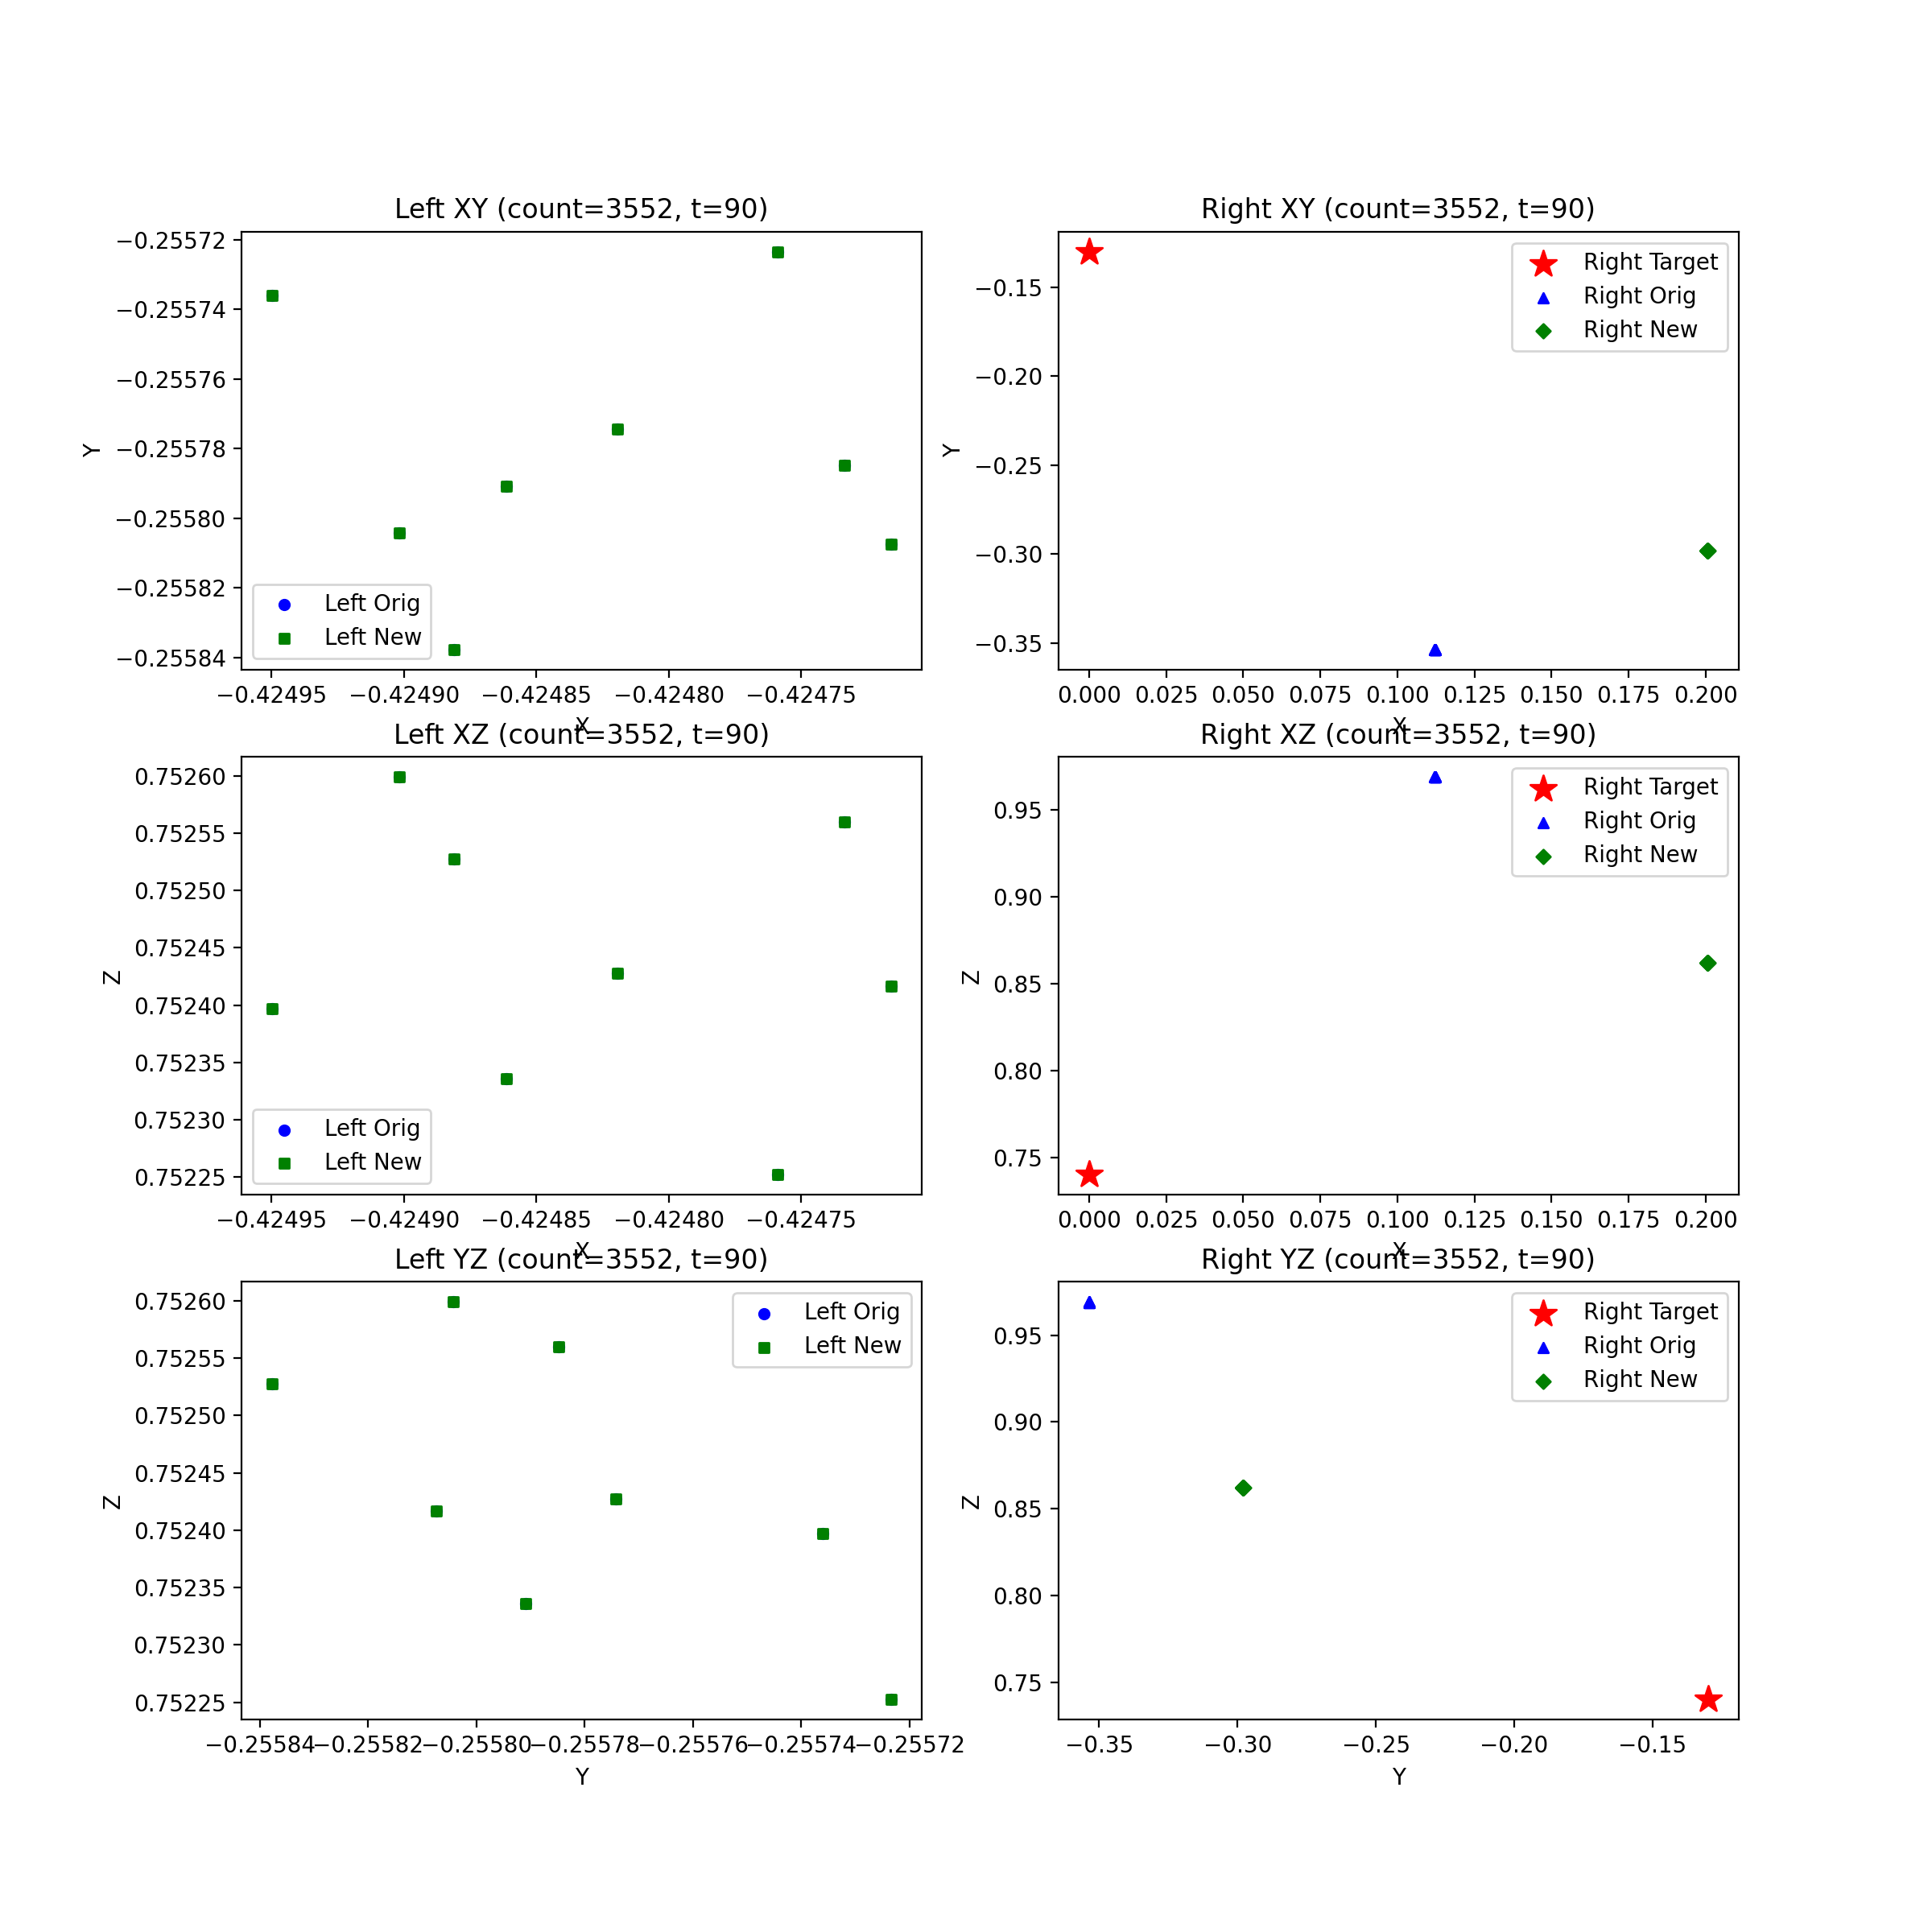 Left XY (count=3552, t=90)
Right XY (count=3552, t=90)
−0.25572
−0.25574
−0.25576
−0.25578
−0.25580
−0.25582
−0.25584
Y
Left Orig
Left New
−0.42495 −0.42490 −0.42485 −0.42480 −0.42475
X
−0.15
−0.20
−0.25
−0.30
−0.35
Y
Right Target
Right Orig
Right New
0.000 0.025 0.050 0.075 0.100 0.125 0.150 0.175 0.200
X
Left XZ (count=3552, t=90)
Right XZ (count=3552, t=90)
0.75260
0.75255
0.75250
0.75245
0.75240
0.75235
0.75230
0.75225
Z
Left Orig
Left New
−0.42495 −0.42490 −0.42485 −0.42480 −0.42475
X
0.95
0.90
0.85
0.80
0.75
Z
Right Target
Right Orig
Right New
0.000 0.025 0.050 0.075 0.100 0.125 0.150 0.175 0.200
X
Left YZ (count=3552, t=90)
Right YZ (count=3552, t=90)
0.75260
0.75255
0.75250
0.75245
0.75240
0.75235
0.75230
0.75225
Z
Left Orig
Left New
−0.25584 −0.25582 −0.25580 −0.25578 −0.25576 −0.25574 −0.25572
Y
0.95
0.90
0.85
0.80
0.75
Z
Right Target
Right Orig
Right New
−0.35 −0.30 −0.25 −0.20 −0.15
Y